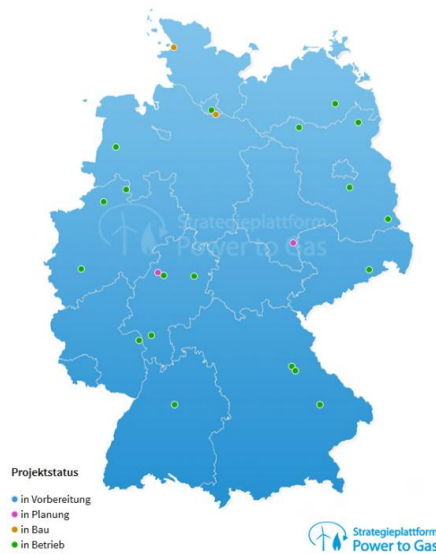 Strategieplattform
Power to Gas
Projektstatus
in Vorbereitung
in Planung
in Bau
in Betrieb
Strategieplattform
Power to Gas